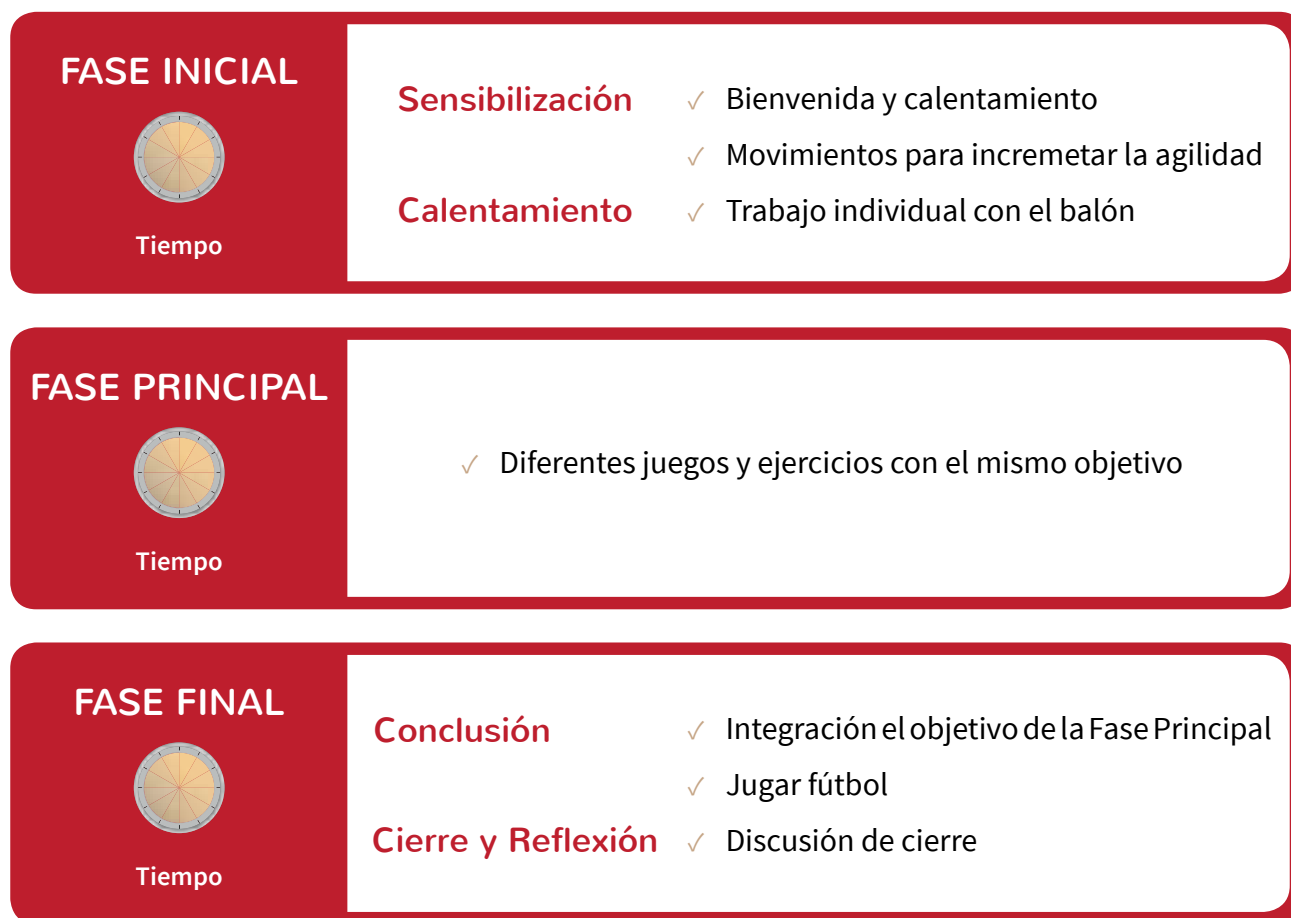 FASE INICIAL
Tiempo
Sensibilización
✓ Bienvenida y calentamiento
✓ Movimientos para incremetar la agilidad
Calentamiento
✓ Trabajo individual con el balón
FASE PRINCIPAL
Tiempo
✓ Diferentes juegos y ejercicios con el mismo objetivo
FASE FINAL
Tiempo
Conclusión
✓ Integración el objetivo de la Fase Principal
✓ Jugar fútbol
Cierre y Reflexión
✓ Discusión de cierre